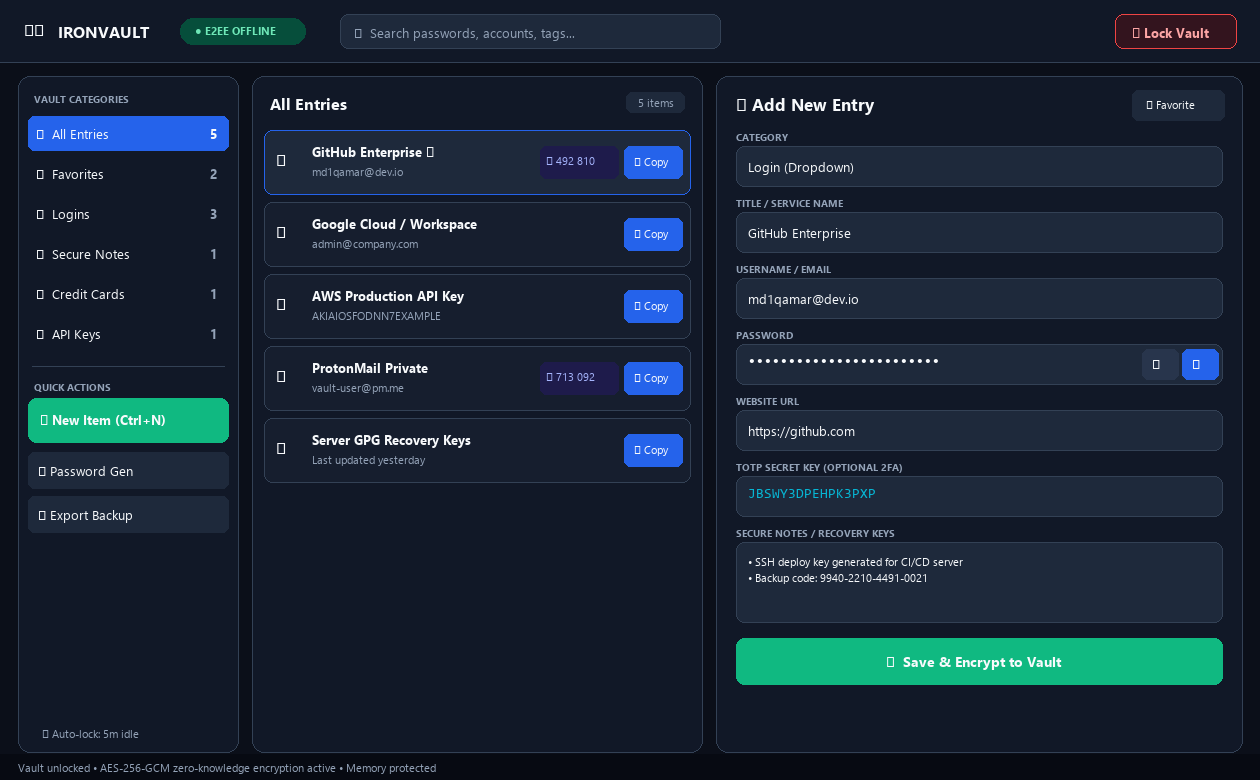 IRONVAULT
● E2EE OFFLINE
Search passwords, accounts, tags...
Lock Vault
VAULT CATEGORIES
All Entries 5
Favorites 2
Logins 3
Secure Notes 1
Credit Cards 1
API Keys 1
QUICK ACTIONS
New Item (Ctrl+N)
Password Gen
Export Backup
Auto-lock: 5m idle
All Entries
5 items
GitHub Enterprise
md1qamar@dev.io
492 810
Copy
Google Cloud / Workspace
admin@company.com
Copy
AWS Production API Key
AKIAIOSFODNN7EXAMPLE
Copy
ProtonMail Private
vault-user@pm.me
713 092
Copy
Server GPG Recovery Keys
Last updated yesterday
Copy
Add New Entry
Favorite
CATEGORY
Login (Dropdown)
TITLE / SERVICE NAME
GitHub Enterprise
USERNAME / EMAIL
md1qamar@dev.io
PASSWORD
••••••••••••••••••••••••
WEBSITE URL
https://github.com
TOTP SECRET KEY (OPTIONAL 2FA)
JBSWY3DPEHPK3PXP
SECURE NOTES / RECOVERY KEYS
• SSH deploy key generated for CI/CD server
• Backup code: 9940-2210-4491-0021
Save & Encrypt to Vault
Vault unlocked • AES-256-GCM zero-knowledge encryption active • Memory protected